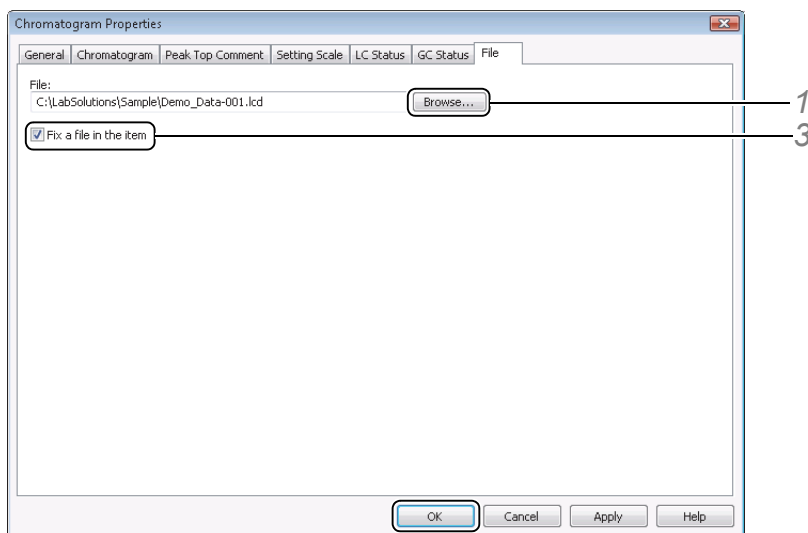 Chromatogram Properties
General Chromatogram Peak Top Comment Setting Scale LC Status GC Status File
File:
C:\LabSolutions\Sample\Demo_Data-001.lcd Browse... 1
Fix a file in the item 3
OK Cancel Apply Help